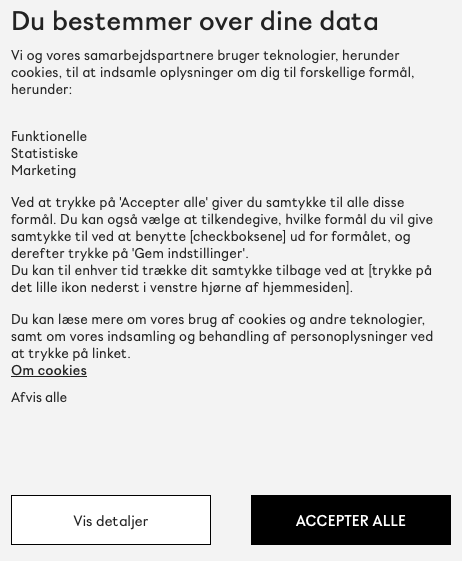 Du bestemmer over dine data
Vi og vores samarbejdspartnere bruger teknologier, herunder
cookies, til at indsamle oplysninger om dig til forskellige formål,
herunder:
Funktionelle
Statistiske
Marketing
Ved at trykke på 'Accepter alle' giver du samtykke til alle disse
formål. Du kan også vælge at tilkendegive, hvilke formål du vil give
samtykke til ved at benytte [checkboksene] ud for formålet, og
derefter trykke på 'Gem indstillinger'.
Du kan til enhver tid trække dit samtykke tilbage ved at [trykke på
det lille ikon nederst i venstre hjørne af hjemmesiden].
Du kan læse mere om vores brug af cookies og andre teknologier,
samt om vores indsamling og behandling af personoplysninger ved
at trykke på linket.
Om cookies
Afvis alle
Vis detaljer
ACCEPTER ALLE